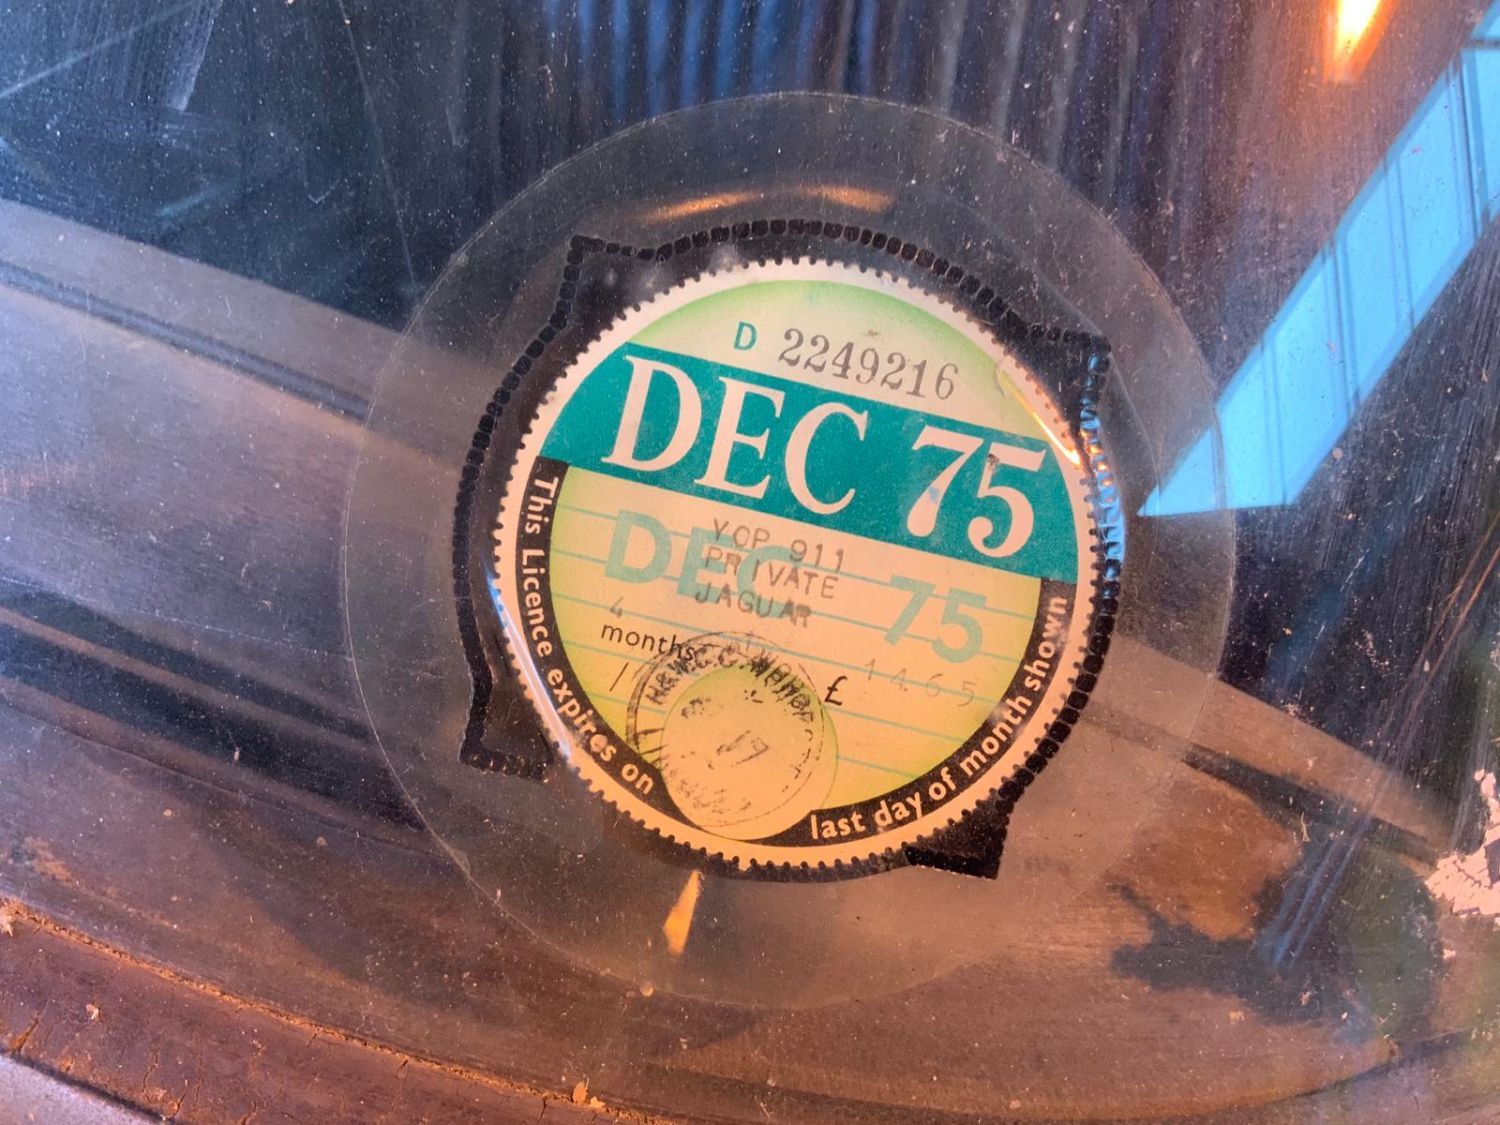 D 2249216
DEC 75
DEC 75
YOP 911
PRIVATE
JAGUAR
4
months
£ 1465
This Licence expires on
last day of month shown